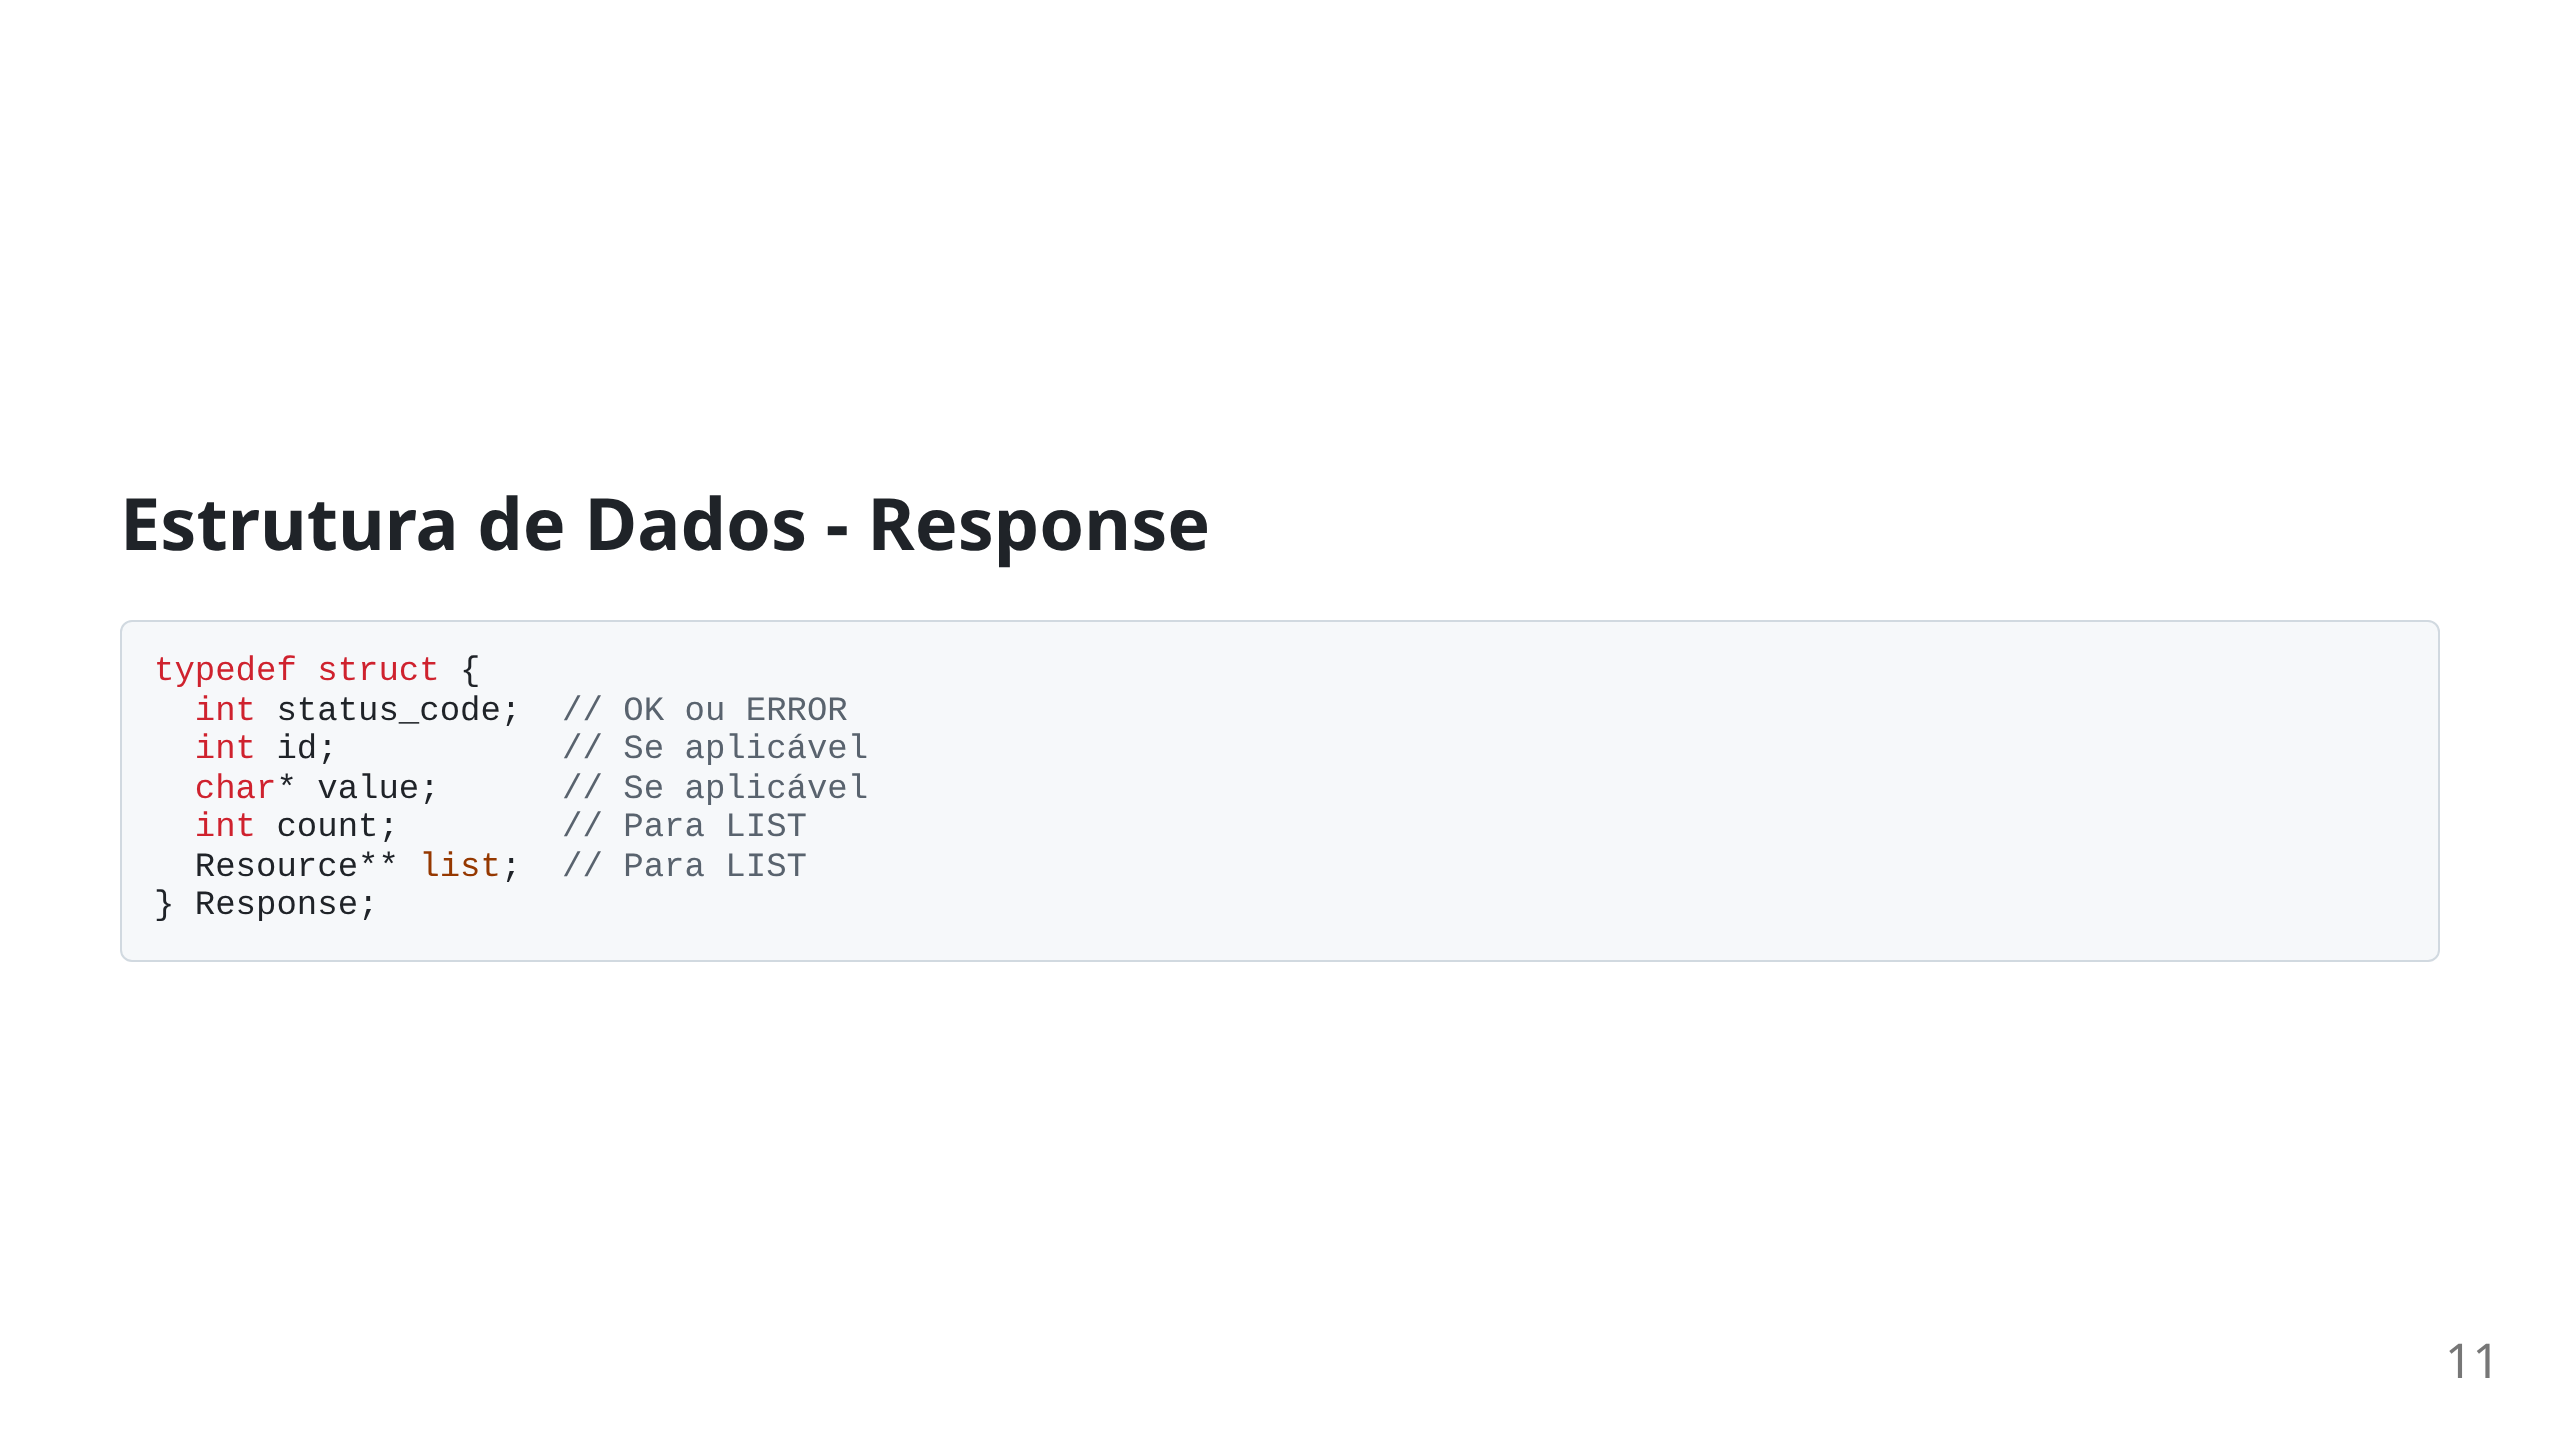 Estrutura de Dados - Response
typedef struct {
  int status_code;  // OK ou ERROR
  int id;           // Se aplicável
  char* value;      // Se aplicável
  int count;        // Para LIST
  Resource** list;  // Para LIST
} Response;
11